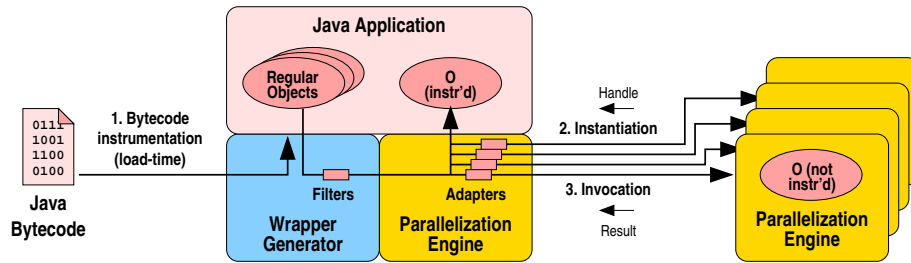 Java Application
Regular
Objects
O
(instr'd)
Handle
2. Instantiation
1. Bytecode
instrumentation
(load-time)
0111
1001
1100
0100
Java
Bytecode
Filters
Adapters
Wrapper
Generator
Parallelization
Engine
3. Invocation
Result
O (not
instr'd)
Parallelization
Engine